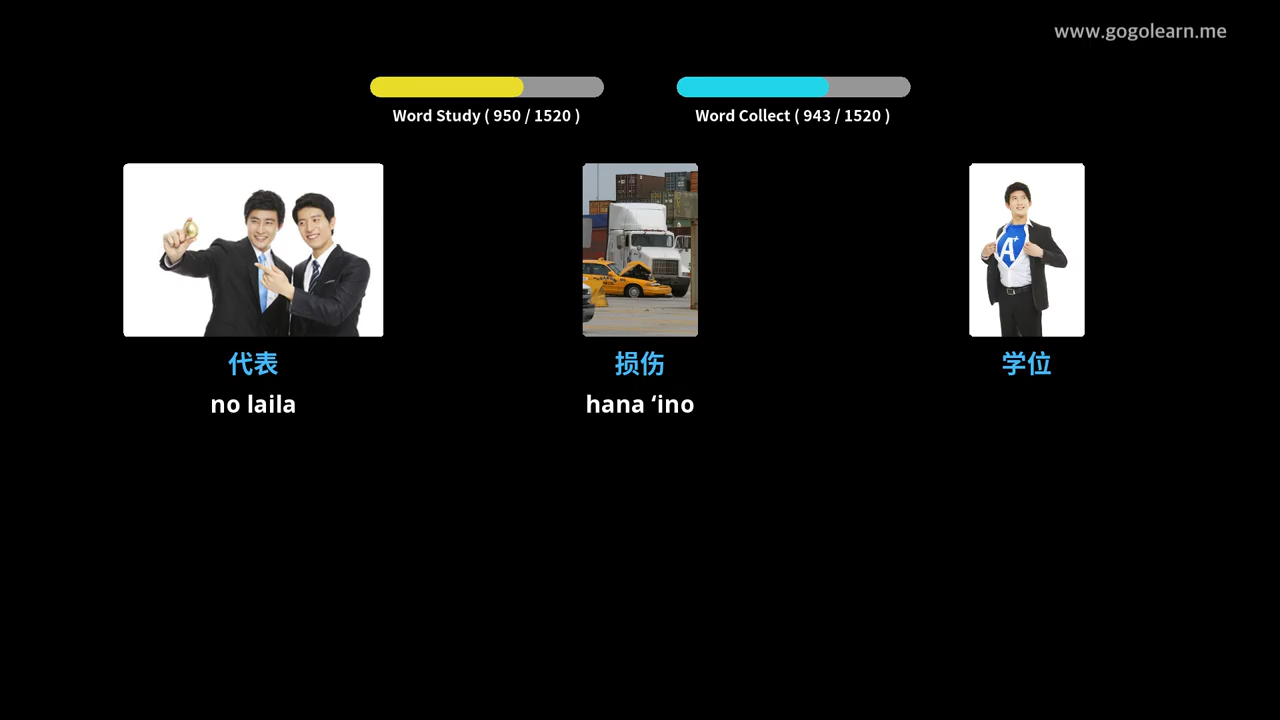 www.gogolearn.me
Word Study ( 950 / 1520 )
Word Collect ( 943 / 1520 )
A+
代表
no laila
损伤
hana ‘ino
学位